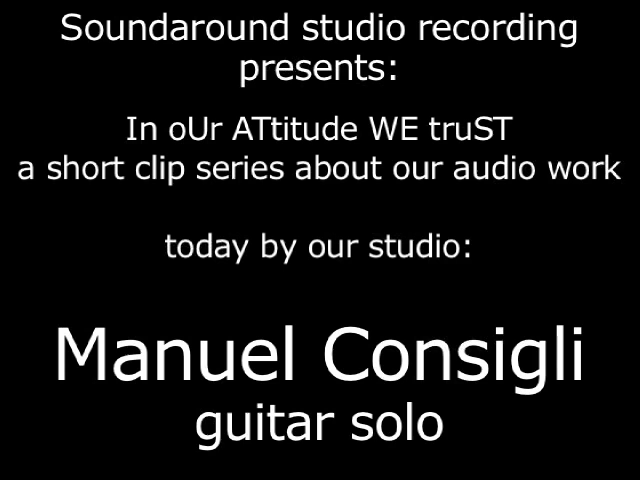 Soundaround studio recording
presents:
In oUr ATtitude WE truST
a short clip series about our audio work
today by our studio:
Manuel Consigli
guitar solo